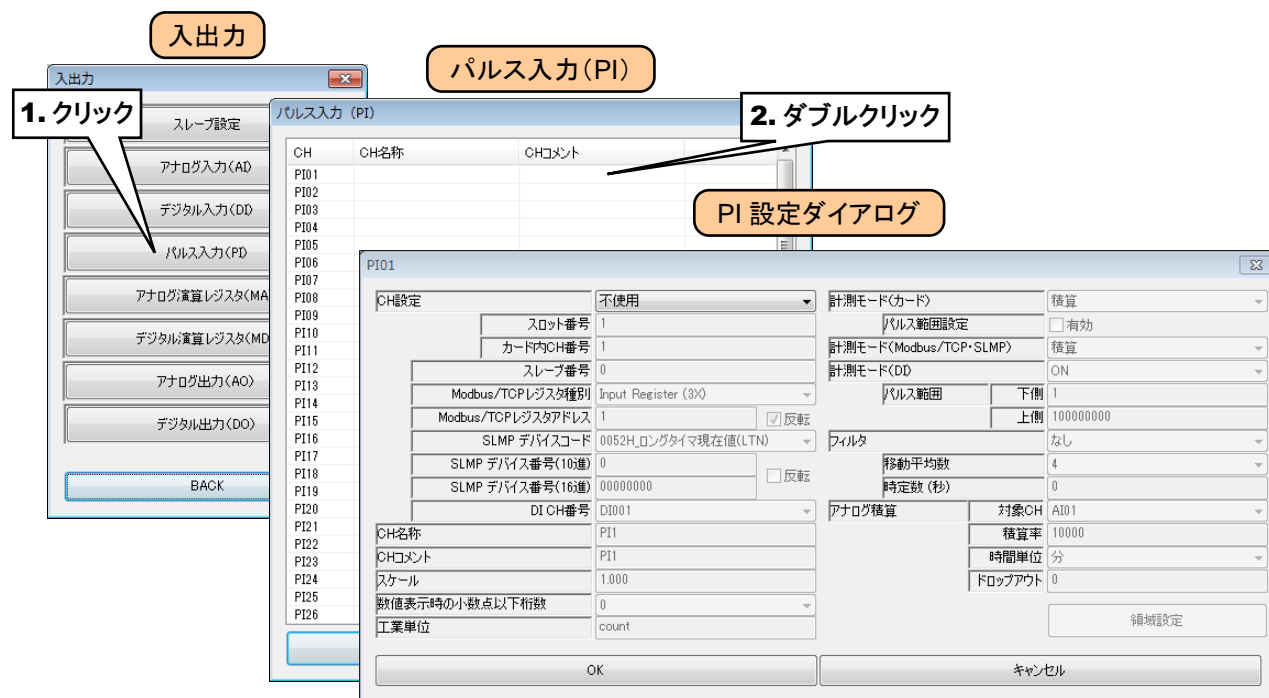 入出力
パルス入力(PI)
入出力
1. クリック
パルス入力 (PI)
2. ダブルクリック
スレーブ設定
アナログ入力(AI)
デジタル入力(DI)
パルス入力(PI)
アナログ演算レジスタ(MA
デジタル演算レジスタ(MD
アナログ出力(AO)
デジタル出力(DO)
BACK
CH CH名称 CHコメント
PI01
PI02
PI03
PI04
PI05
PI06
PI07
PI08
PI09
PI10
PI11
PI12
PI13
PI14
PI15
PI16
PI17
PI18
PI19
PI20
PI21
PI22
PI23
PI24
PI25
PI26
PI 設定ダイアログ
PI01
CH設定 不使用
スロット番号 1
カード内CH番号 1
スレーブ番号 0
Modbus/TCPレジスタ種別 Input Register (3X)
Modbus/TCPレジスタアドレス 1 反転
SLMP デバイスコード 0052H_ロングタイマ現在値(LTN)
SLMP デバイス番号(10進) 0 反転
SLMP デバイス番号(16進) 00000000
DI CH番号 DI001
CH名称 PI1
CHコメント PI1
スケール 1.000
数値表示時の小数点以下桁数 0
工業単位 count
計測モード(カード) 積算
パルス範囲設定 有効
計測モード(Modbus/TCP・SLMP) 積算
計測モード(DI) ON
パルス範囲 下側 1
上側 100000000
フィルタ なし
移動平均数 4
時定数 (秒) 0
アナログ積算 対象CH AI01
積算率 10000
時間単位 分
ドロップアウト 0
領域設定
OK キャンセル